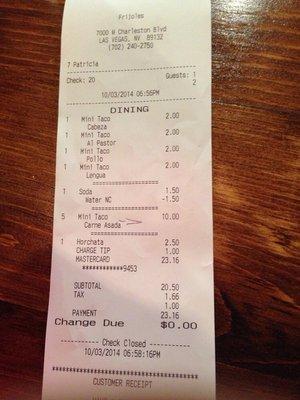 Frijoles
7000 W Charleston Blvd
LAS VEGAS, NV 89132
(702) 240-2750
7 Patricia
Check: 20 Guests: 1
2
10/03/2014 06:56PM
DINING
1 Mini Taco 2.00
Cabeza
1 Mini Taco 2.00
Al Pastor
1 Mini Taco 2.00
Pollo
1 Mini Taco 2.00
Lengua
===============
1 Soda 1.50
Water NC -1.50
===============
5 Mini Taco 10.00
Carne Asada
===============
1 Horchata 2.50
CHARGE TIP 1.00
MASTERCARD 23.16
************9453
SUBTOTAL 20.50
TAX 1.66
1.00
PAYMENT 23.16
Change Due $0.00
-------- Check Closed --------
10/03/2014 06:58:16PM
********************************
CUSTOMER RECEIPT